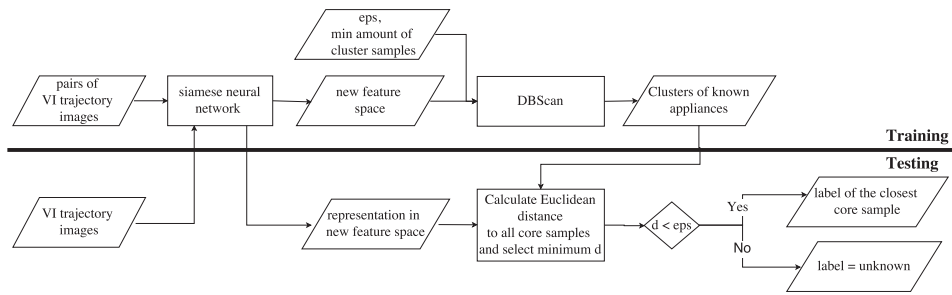 eps,
min amount of
cluster samples
pairs of
VI trajectory
images
siamese neural
network
new feature
space
DBScan
Clusters of known
appliances
Training
Testing
VI trajectory
images
representation in
new feature space
Calculate Euclidean
distance
to all core samples
and select minimum d
d < eps
Yes
No
label of the closest
core sample
label = unknown